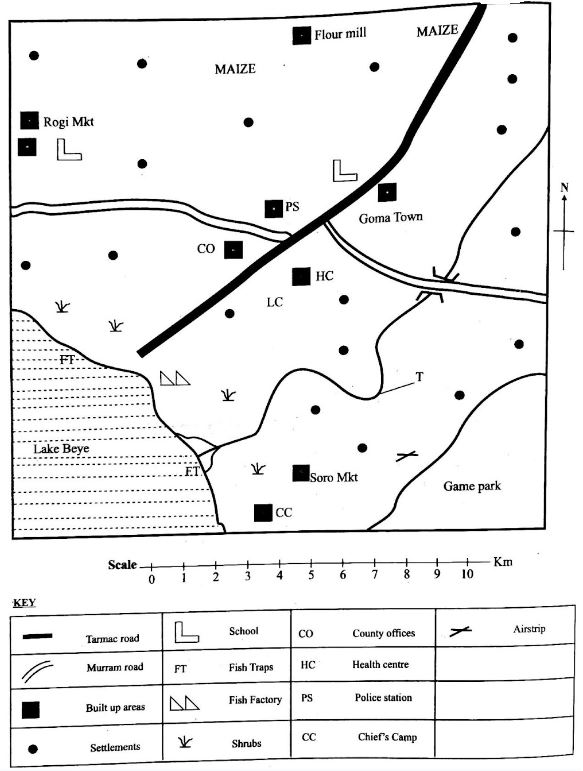 Flour mill
MAIZE
MAIZE
Rogi Mkt
PS
Goma Town
N
CO
HC
LC
FT
T
Lake Beye
FT
Soro Mkt
Game park
CC
Scale
Km
0 1 2 3 4 5 6 7 8 9 10
KEY
Tarmac road
School
CO County offices
Airstrip
Murram road
FT Fish Traps
HC Health centre
Built up areas
Fish Factory
PS Police station
Settlements
Shrubs
CC Chief's Camp